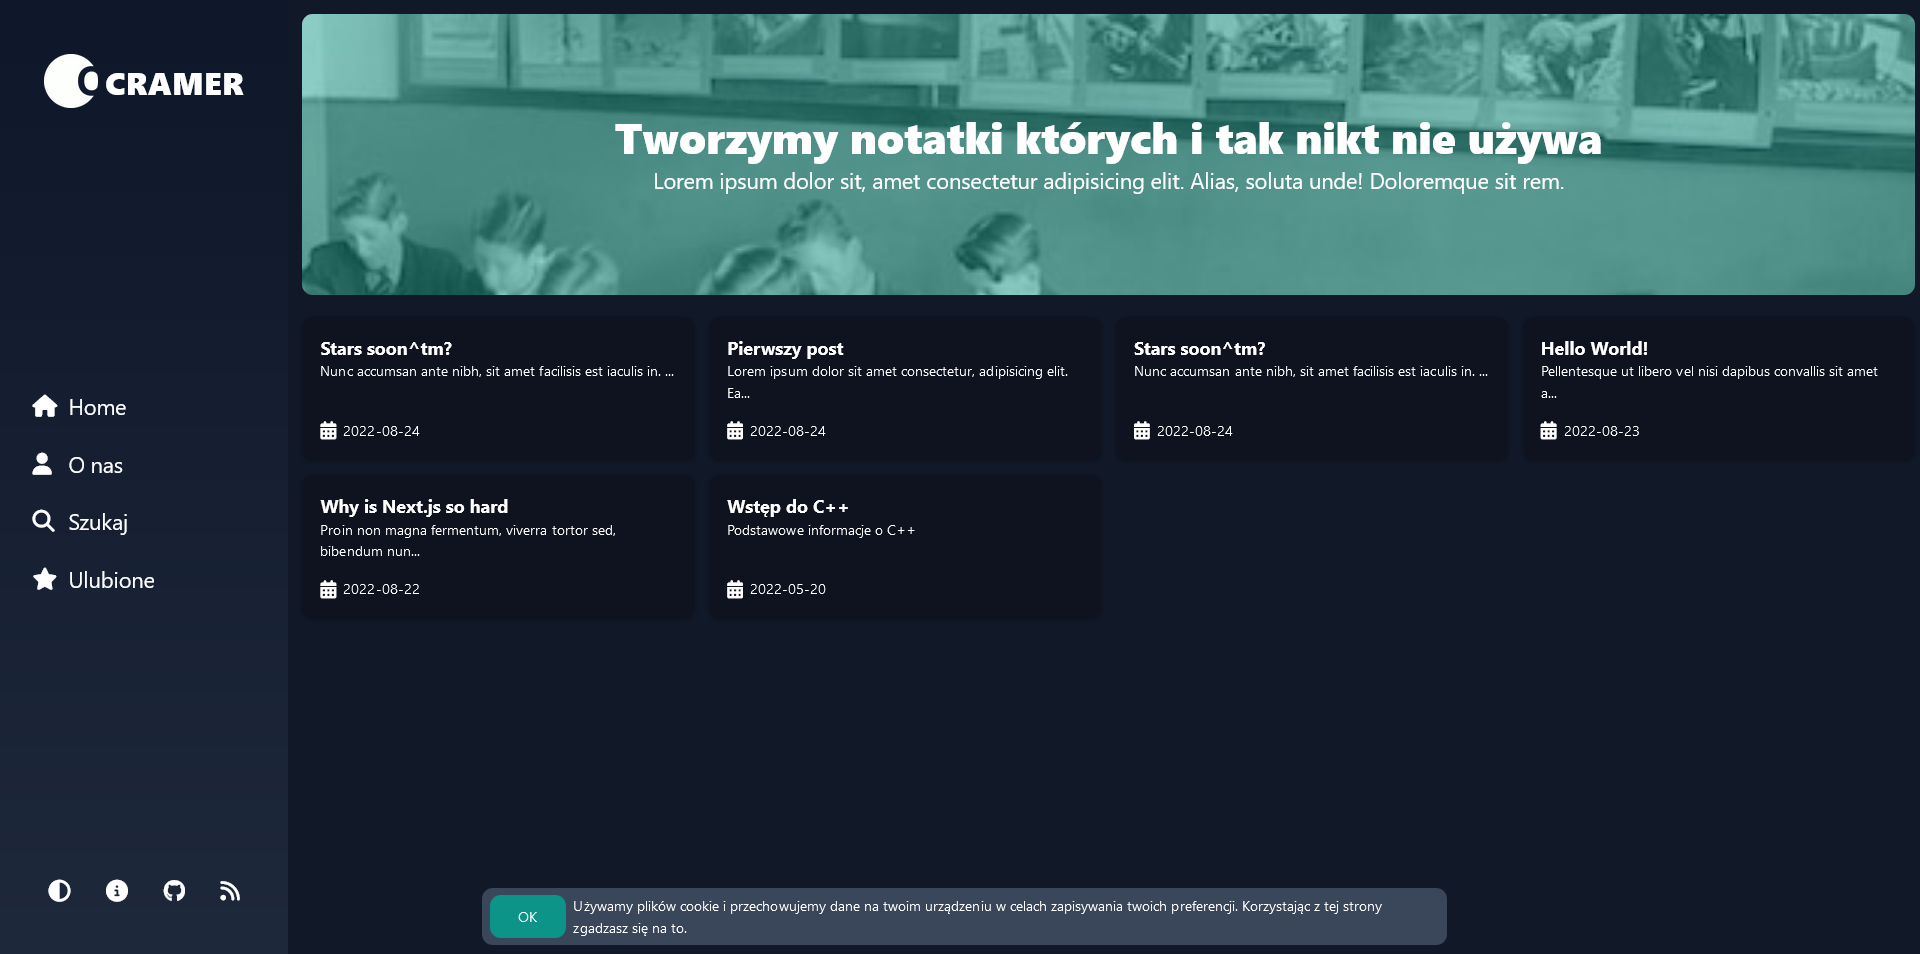 CRAMER
Home
O nas
Szukaj
Ulubione
Tworzymy notatki których i tak nikt nie używa
Lorem ipsum dolor sit, amet consectetur adipisicing elit. Alias, soluta unde! Doloremque sit rem.
Stars soon^tm?
Nunc accumsan ante nibh, sit amet facilisis est iaculis in. ...
2022-08-24
Pierwszy post
Lorem ipsum dolor sit amet consectetur, adipisicing elit.
Ea...
2022-08-24
Stars soon^tm?
Nunc accumsan ante nibh, sit amet facilisis est iaculis in. ...
2022-08-24
Hello World!
Pellentesque ut libero vel nisi dapibus convallis sit amet
a...
2022-08-23
Why is Next.js so hard
Proin non magna fermentum, viverra tortor sed,
bibendum nun...
2022-08-22
Wstęp do C++
Podstawowe informacje o C++
2022-05-20
OK
Używamy plików cookie i przechowujemy dane na twoim urządzeniu w celach zapisywania twoich preferencji. Korzystając z tej strony
zgadzasz się na to.